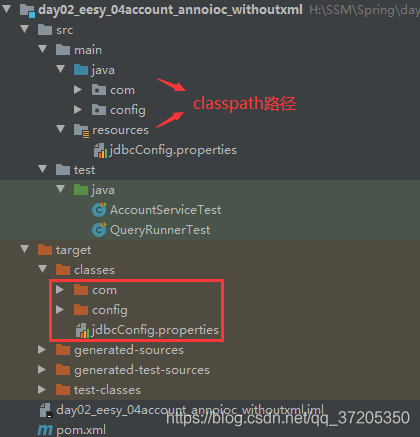 day02_eesy_04account_annoioc_withoutxml H:\SSM\Spring\day
src
main
java
com
config
classpath路径
resources
jdbcConfig.properties
test
java
AccountServiceTest
QueryRunnerTest
target
classes
com
config
jdbcConfig.properties
generated-sources
generated-test-sources
test-classes
day02_eesy_04account_annoioc_withoutxml.iml
https://blog.csdn.net/qq_37205350
pom.xml